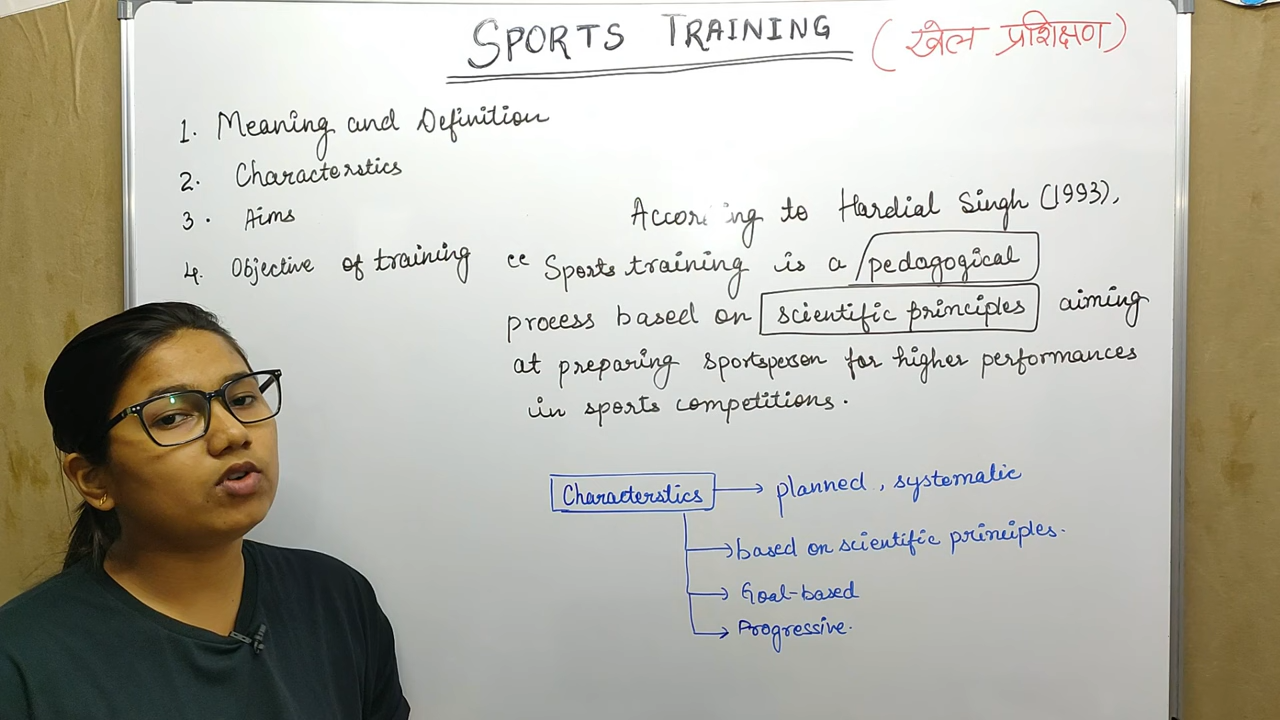 SPORTS TRAINING (खेल प्रशिक्षण)
1. Meaning and Definition
2. Characterstics
3. Aims
4. Objective of training
According to Hardial Singh (1993),
“ Sports training is a pedagogical
process based on scientific principles aiming
at preparing sportsperson for higher performances
in sports competitions.
Characterstics → planned, systematic
→ based on scientific principles.
→ Goal-based
→ Progressive.